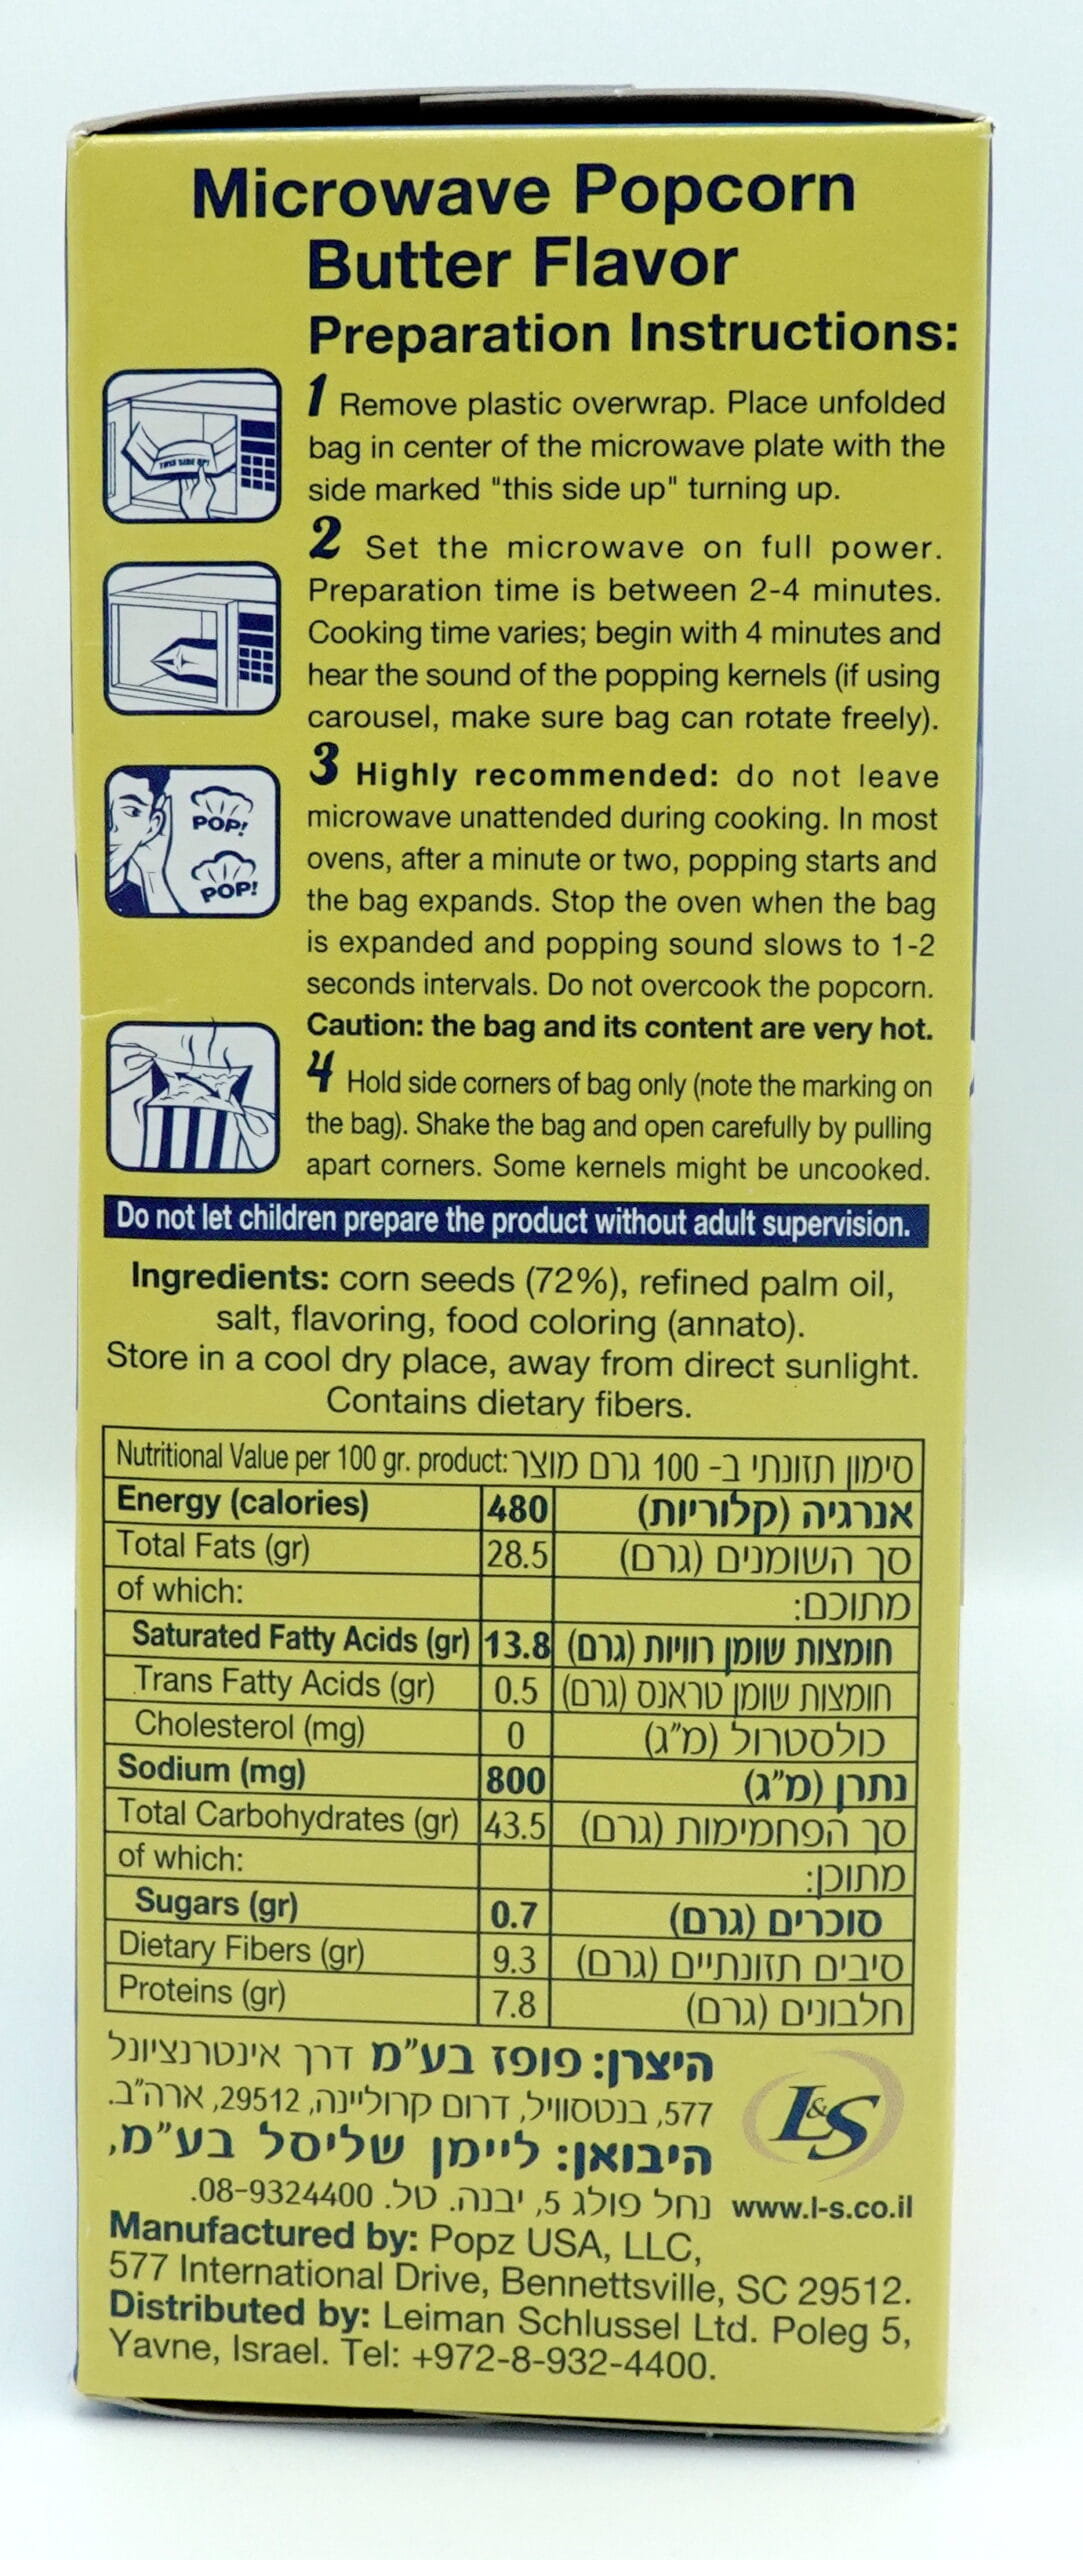 Microwave Popcorn
Butter Flavor
Preparation Instructions:
1 Remove plastic overwrap. Place unfolded
bag in center of the microwave plate with the
side marked "this side up" turning up.
THIS SIDE UP!
2 Set the microwave on full power.
Preparation time is between 2-4 minutes.
Cooking time varies; begin with 4 minutes and
hear the sound of the popping kernels (if using
carousel, make sure bag can rotate freely).
3 Highly recommended: do not leave
microwave unattended during cooking. In most
ovens, after a minute or two, popping starts and
the bag expands. Stop the oven when the bag
is expanded and popping sound slows to 1-2
seconds intervals. Do not overcook the popcorn.
Caution: the bag and its content are very hot.
POP!
POP!
4 Hold side corners of bag only (note the marking on
the bag). Shake the bag and open carefully by pulling
apart corners. Some kernels might be uncooked.
Do not let children prepare the product without adult supervision.
Ingredients: corn seeds (72%), refined palm oil,
salt, flavoring, food coloring (annato).
Store in a cool dry place, away from direct sunlight.
Contains dietary fibers.
Nutritional Value per 100 gr. product: סימון תזונתי ב- 100 גרם מוצר
Energy (calories) 480 אנרגיה (קלוריות)
Total Fats (gr) 28.5 סך השומנים (גרם)
of which: מתוכם:
Saturated Fatty Acids (gr) 13.8 חומצות שומן רוויות (גרם)
Trans Fatty Acids (gr) 0.5 חומצות שומן טראנס (גרם)
Cholesterol (mg) 0 כולסטרול (מ"ג)
Sodium (mg) 800 נתרן (מ"ג)
Total Carbohydrates (gr) 43.5 סך הפחמימות (גרם)
of which: מתוכן:
Sugars (gr) 0.7 סוכרים (גרם)
Dietary Fibers (gr) 9.3 סיבים תזונתיים (גרם)
Proteins (gr) 7.8 חלבונים (גרם)
היצרן: פופז בע"מ דרך אינטרנציונל
577, בנטסוויל, דרום קרוליינה, 29512, ארה"ב.
היבואן: ליימן שליסל בע"מ,
נחל פולג 5, יבנה. טל. 08-9324400.
L&S
www.l-s.co.il
Manufactured by: Popz USA, LLC,
577 International Drive, Bennettsville, SC 29512.
Distributed by: Leiman Schlussel Ltd. Poleg 5,
Yavne, Israel. Tel: +972-8-932-4400.